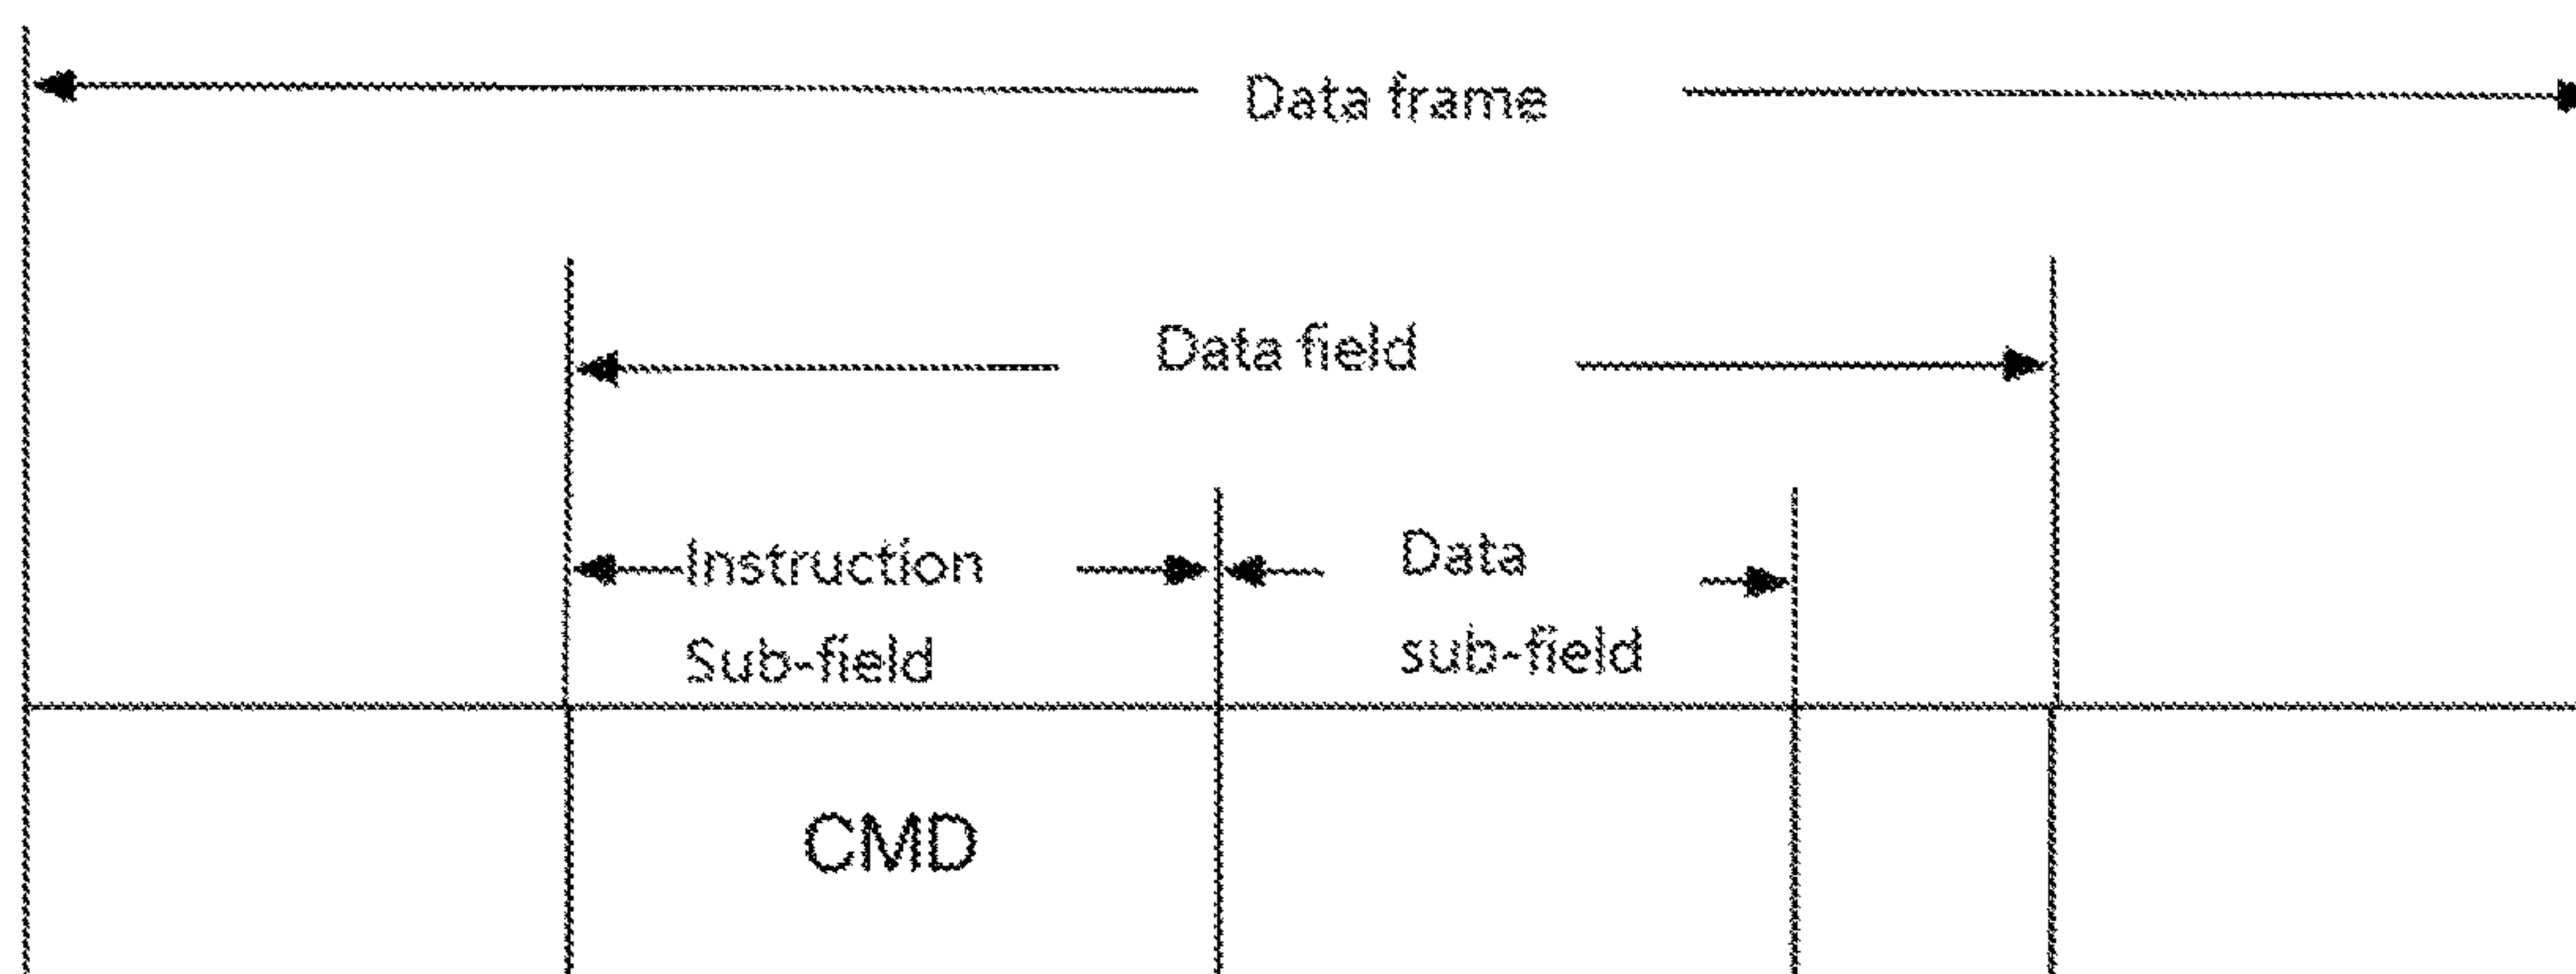 Data frame
Data field
Instruction
Sub-field
Data
sub-field
CMD